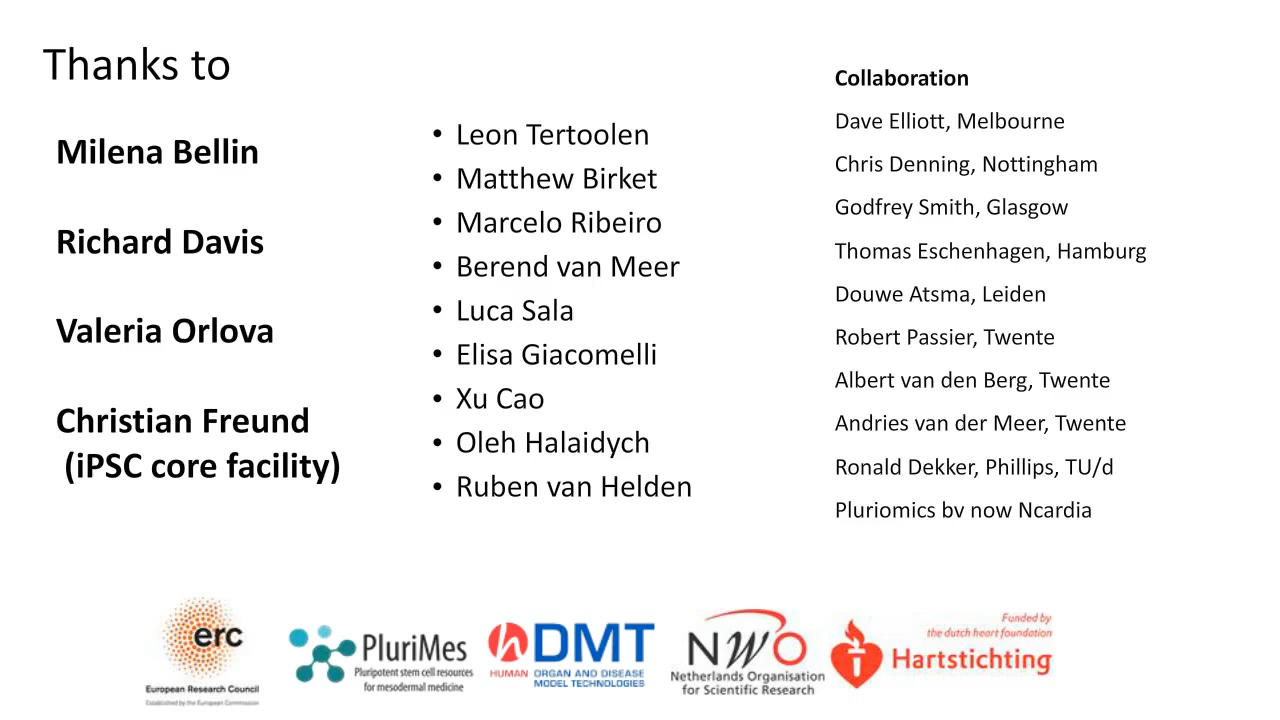 Thanks to
Milena Bellin
Richard Davis
Valeria Orlova
Christian Freund
(iPSC core facility)
• Leon Tertoolen
• Matthew Birket
• Marcelo Ribeiro
• Berend van Meer
• Luca Sala
• Elisa Giacomelli
• Xu Cao
• Oleh Halaidych
• Ruben van Helden
Collaboration
Dave Elliott, Melbourne
Chris Denning, Nottingham
Godfrey Smith, Glasgow
Thomas Eschenhagen, Hamburg
Douwe Atsma, Leiden
Robert Passier, Twente
Albert van den Berg, Twente
Andries van der Meer, Twente
Ronald Dekker, Phillips, TU/d
Pluriomics bv now Ncardia
erc
European Research Council
Established by the European Commission
PluriMes
Pluripotent stem cell resources
for mesodermal medicine
hDMT
HUMAN ORGAN AND DISEASE
MODEL TECHNOLOGIES
NWO
Netherlands Organisation
for Scientific Research
Funded by
the dutch heart foundation
Hartstichting